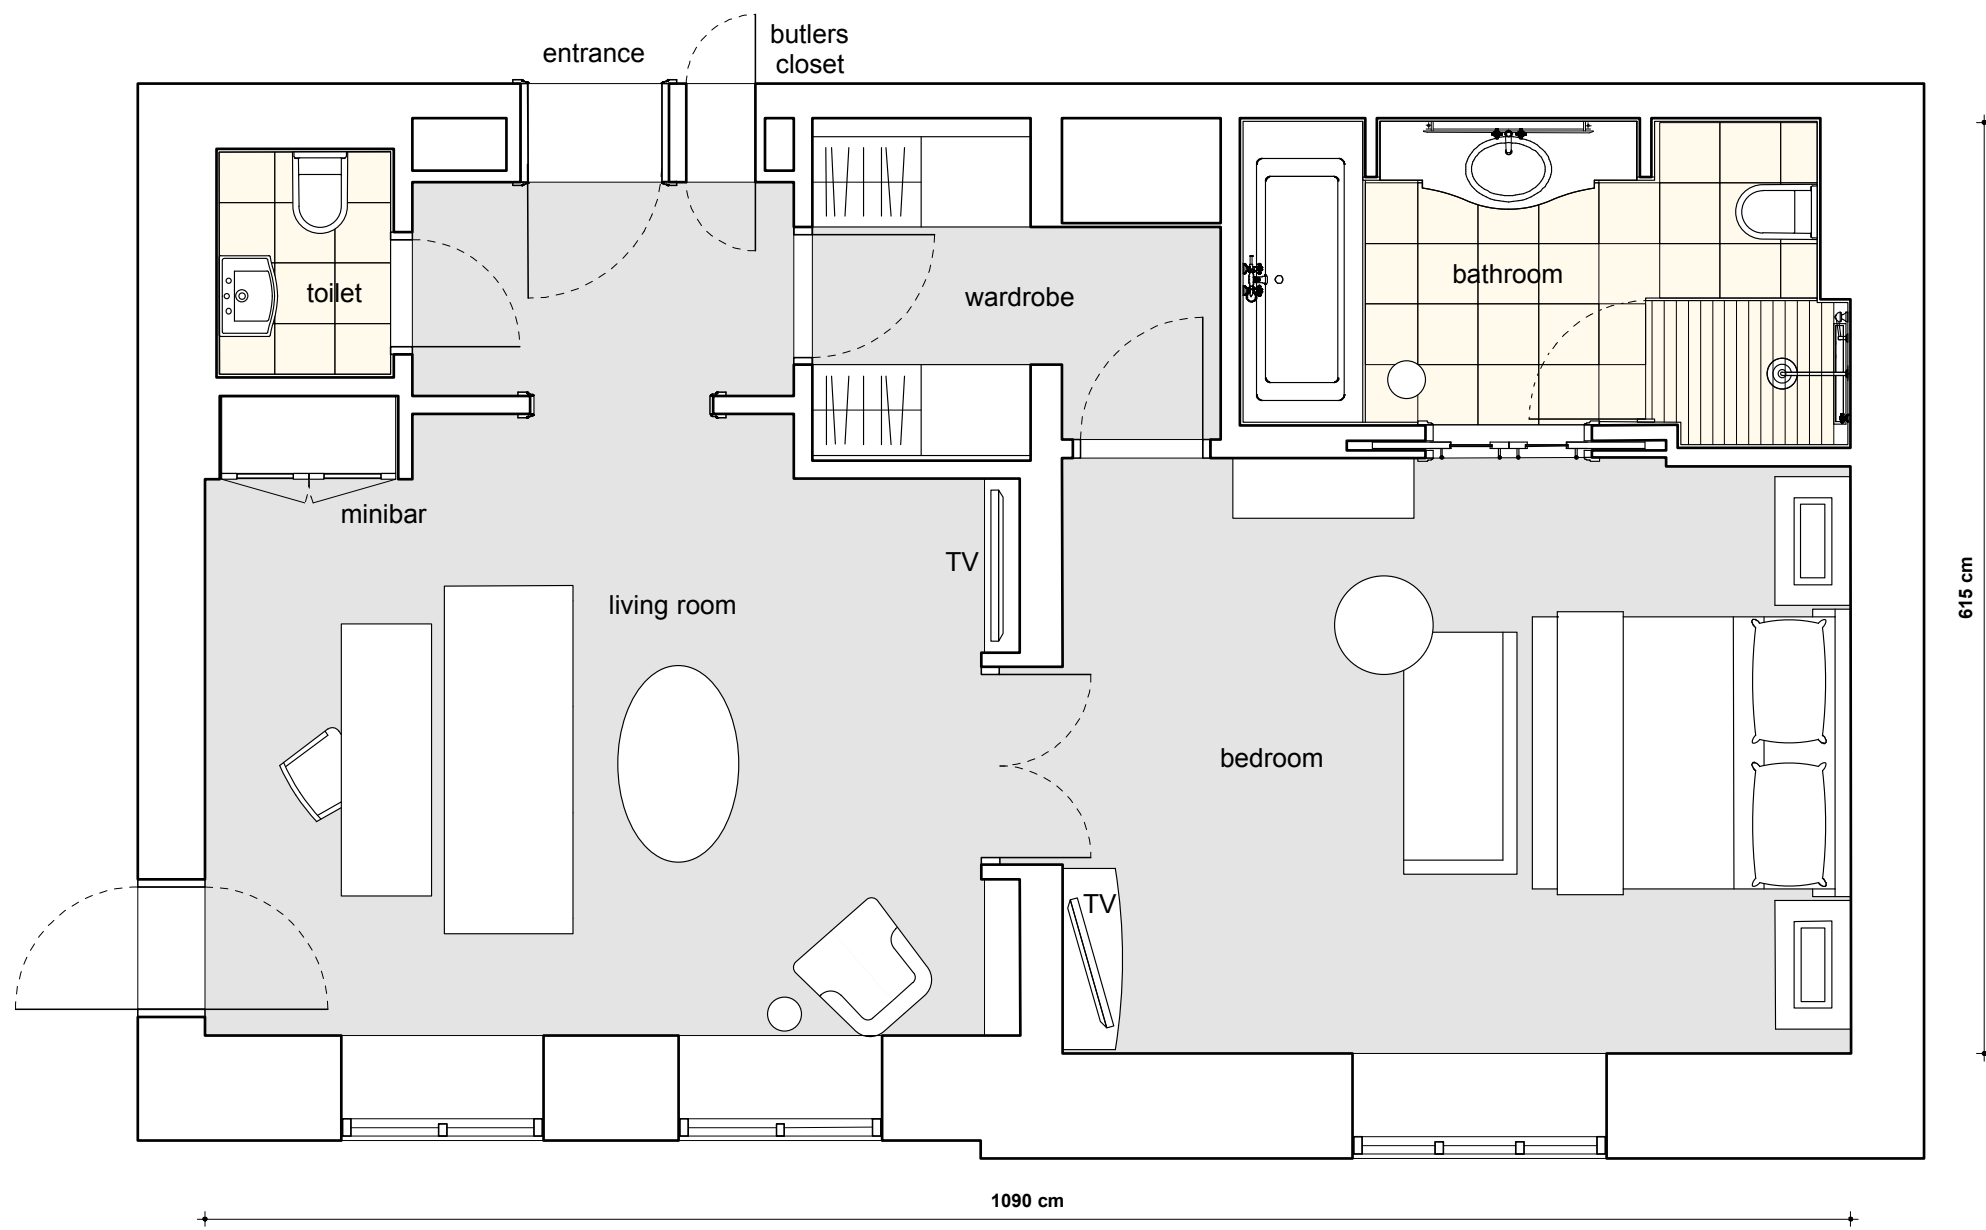 entrance
butlers
closet
toilet
wardrobe
bathroom
minibar
TV
living room
615 cm
bedroom
TV
1090 cm